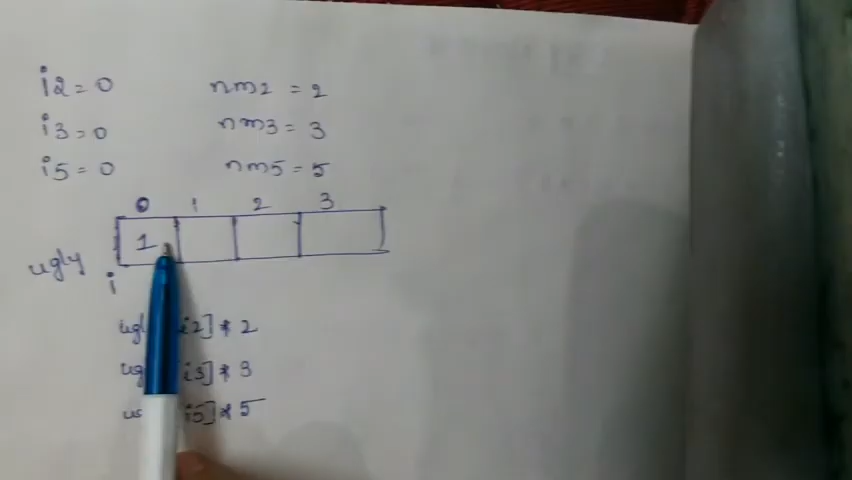 i2=0 nm2 = 2
i3=0 nm3= 3
i5= 0 nm5= 5
0 1 2 3
ugly 1
i
i2] * 2
i3] * 3
i5] * 5